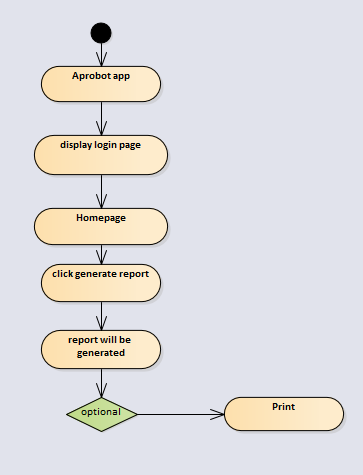 Aprobot app
display login page
Homepage
click generate report
report will be
generated
optional
Print